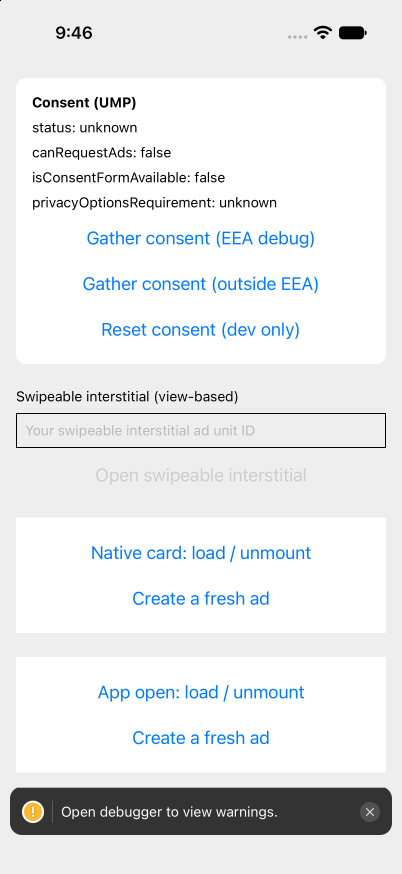 9:46
Consent (UMP)
status: unknown
canRequestAds: false
isConsentFormAvailable: false
privacyOptionsRequirement: unknown
Gather consent (EEA debug)
Gather consent (outside EEA)
Reset consent (dev only)
Swipeable interstitial (view-based)
Your swipeable interstitial ad unit ID
Open swipeable interstitial
Native card: load / unmount
Create a fresh ad
App open: load / unmount
Create a fresh ad
Open debugger to view warnings.